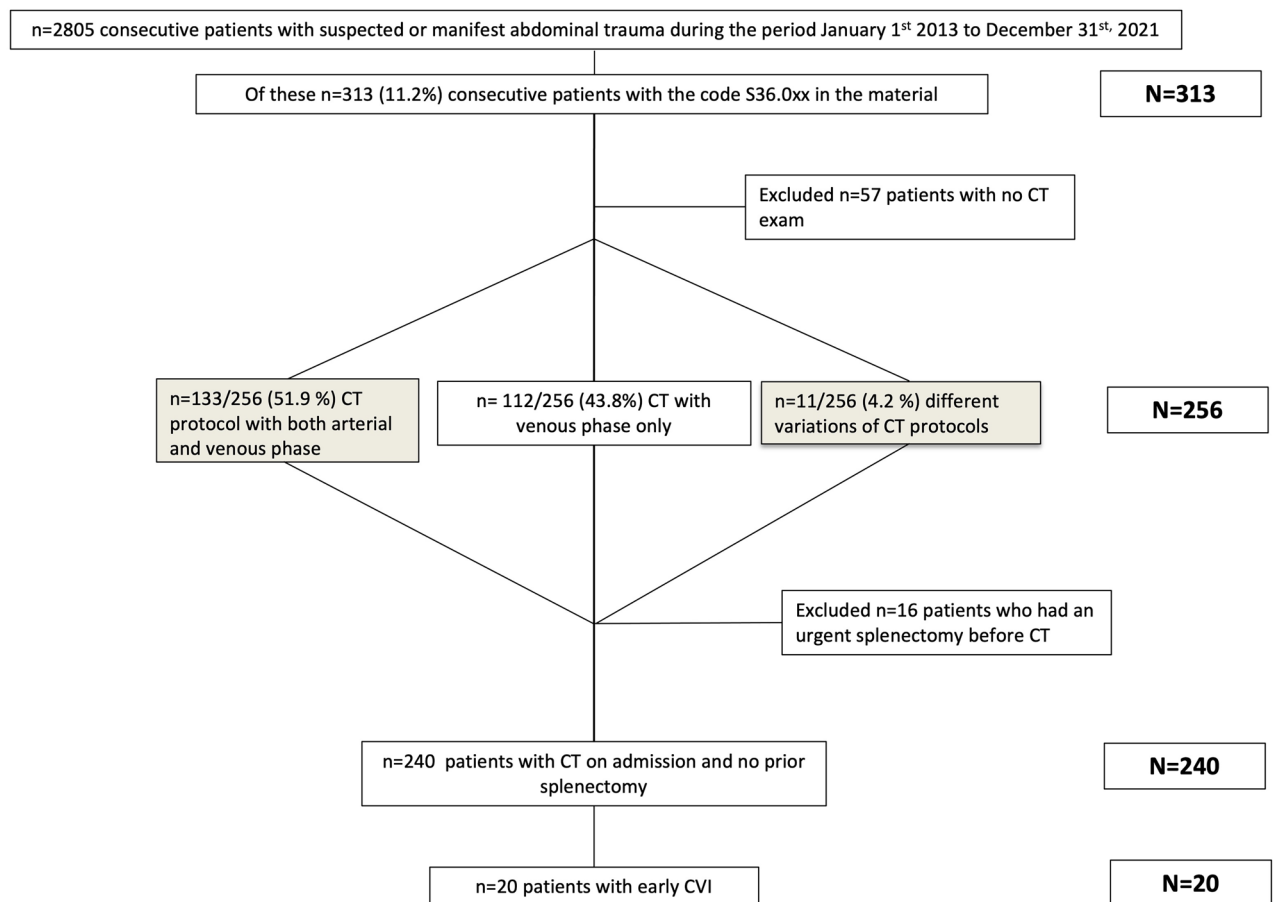 n=2805 consecutive patients with suspected or manifest abdominal trauma during the period January 1st 2013 to December 31st, 2021
Of these n=313 (11.2%) consecutive patients with the code S36.0xx in the material
N=313
Excluded n=57 patients with no CT
exam
n=133/256 (51.9 %) CT
protocol with both arterial
and venous phase
n= 112/256 (43.8%) CT with
venous phase only
n=11/256 (4.2 %) different
variations of CT protocols
N=256
Excluded n=16 patients who had an
urgent splenectomy before CT
n=240 patients with CT on admission and no prior
splenectomy
N=240
n=20 patients with early CVI
N=20